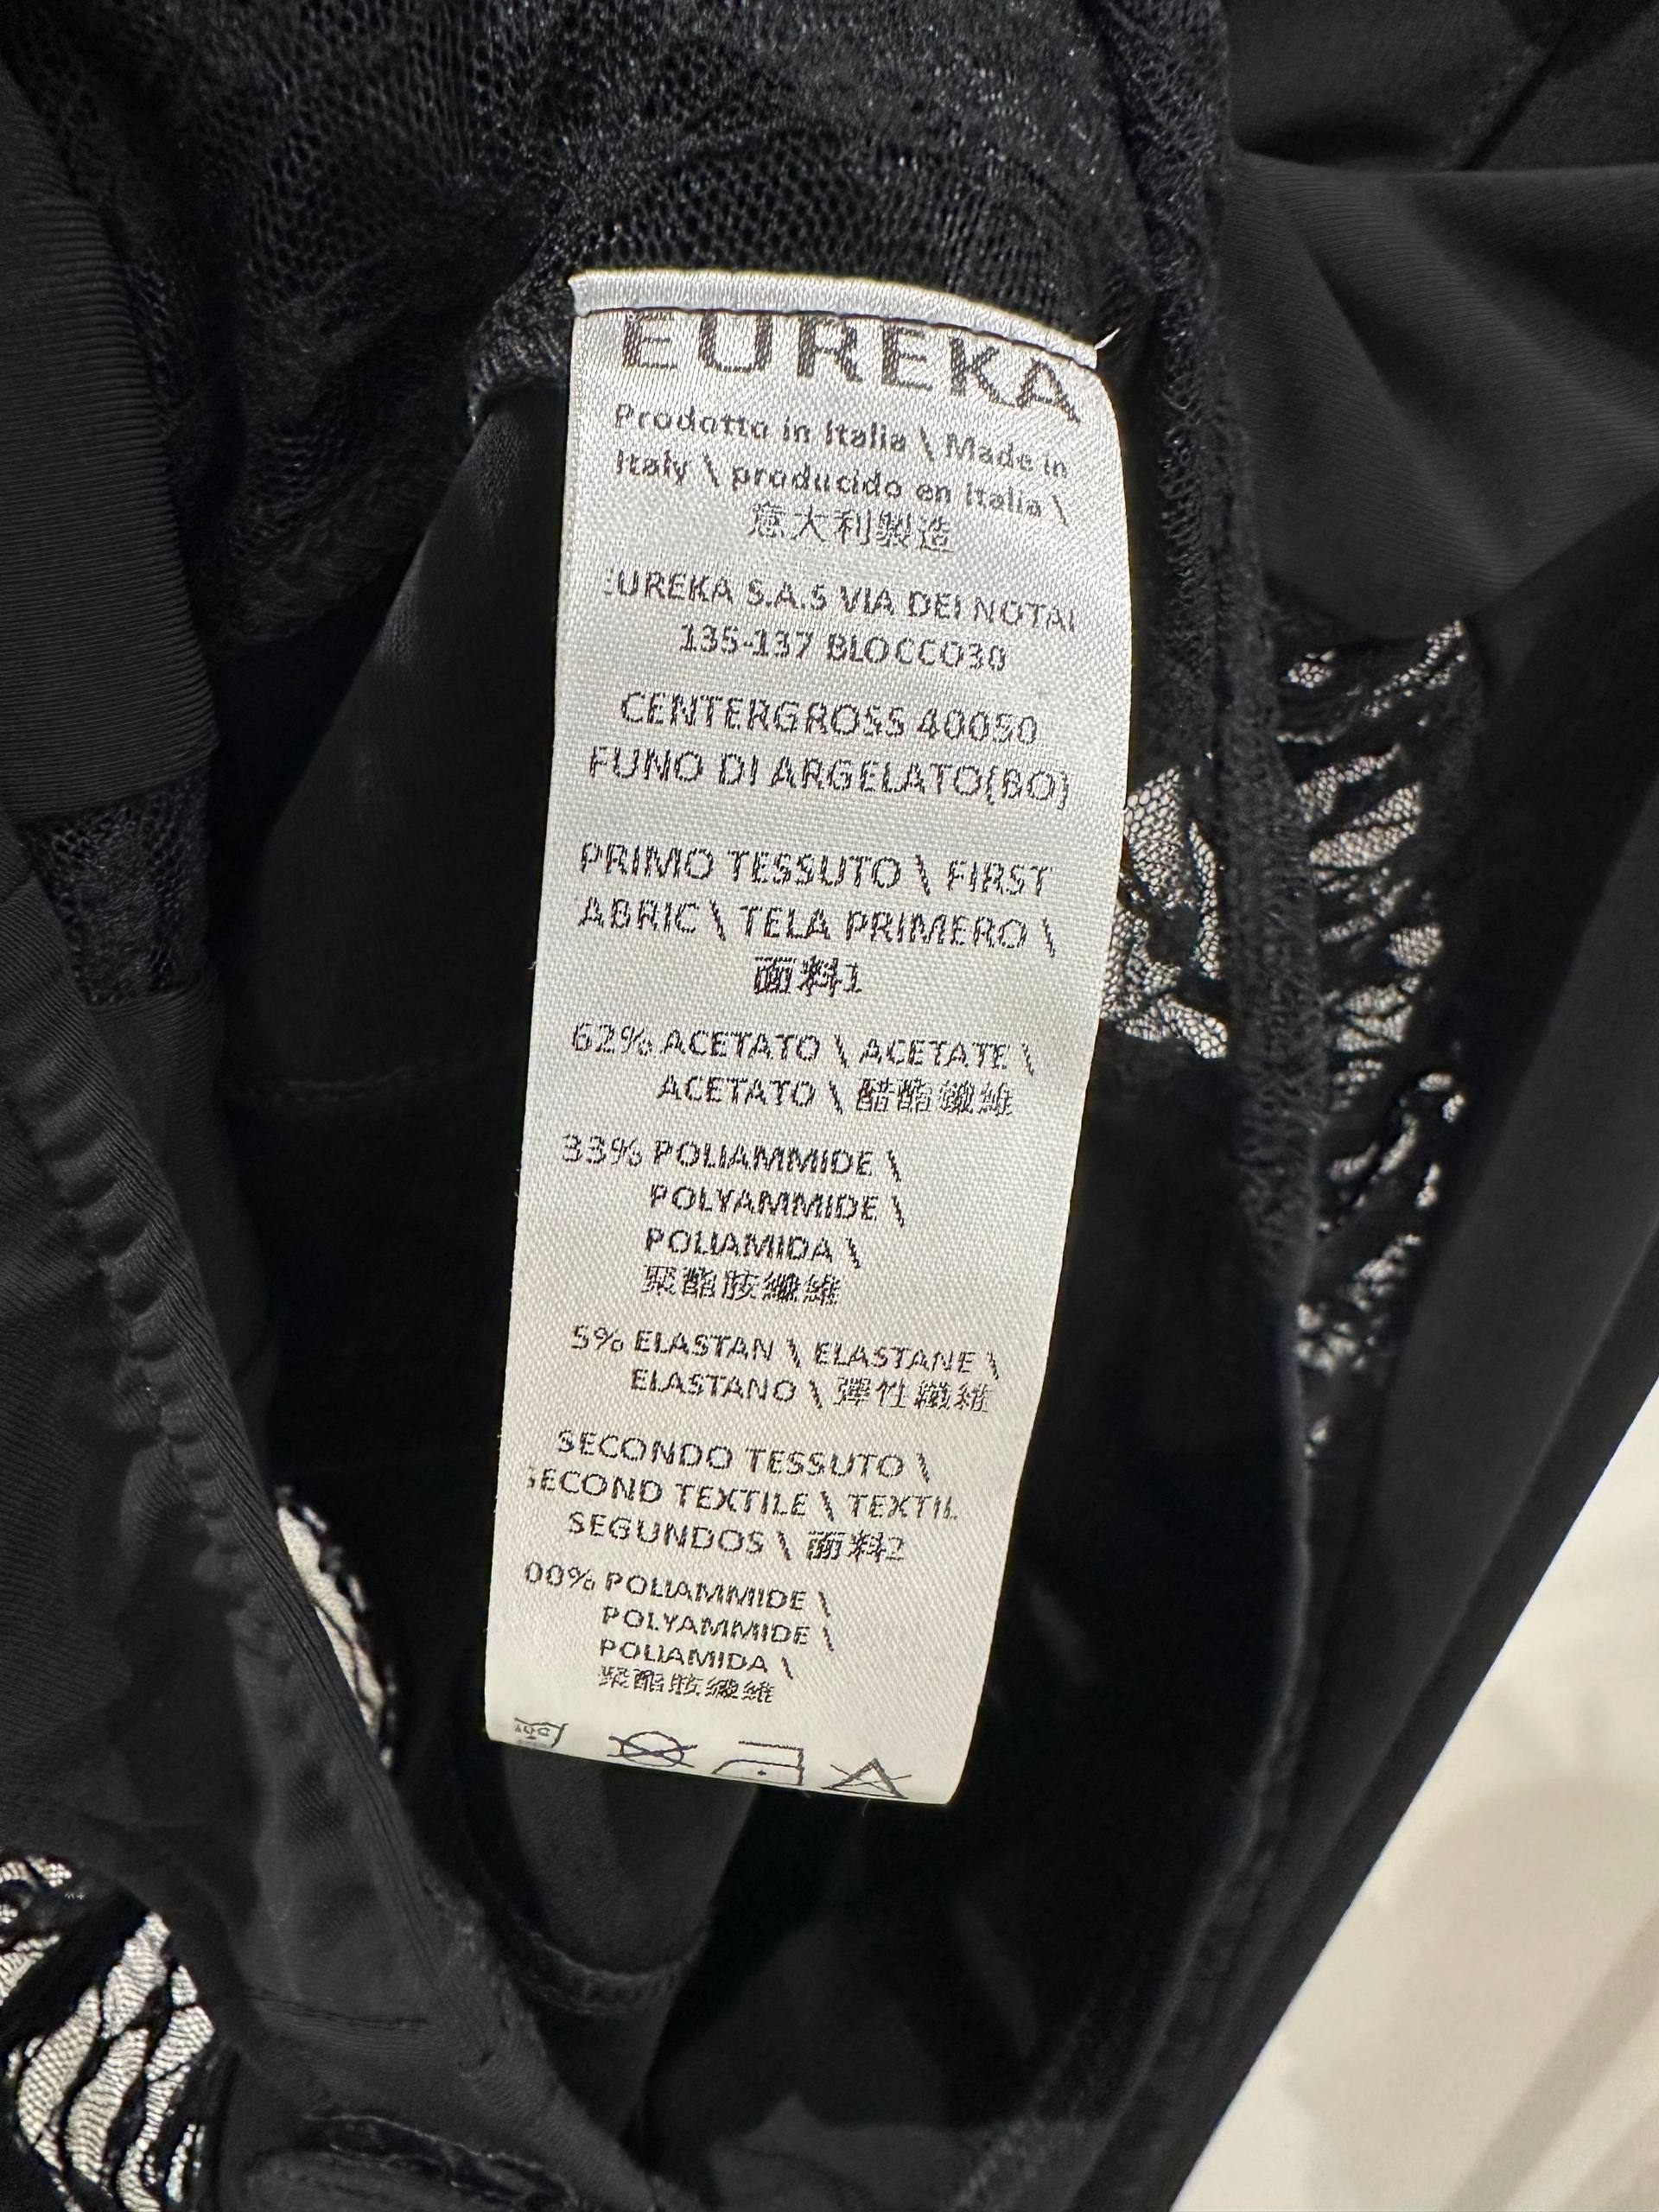 EUREKA
Prodotto in Italia \ Made in
Italy \ producido en Italia \
意大利製造
EUREKA S.A.S VIA DEI NOTAI
135-137 BLOCCO30
CENTERGROSS 40050
FUNO DI ARGELATO(BO)
PRIMO TESSUTO \ FIRST
ABRIC \ TELA PRIMERO \
面料1
62% ACETATO \ ACETATE \
ACETATO \ 醋酯纖維
33% POLIAMMIDE \
POLYAMMIDE \
POLIAMIDA \
聚酯胺纖維
5% ELASTAN \ ELASTANE \
ELASTANO \ 彈性纖維
SECONDO TESSUTO \
SECOND TEXTILE \ TEXTIL
SEGUNDOS \ 面料2
00% POLIAMMIDE \
POLYAMMIDE \
POLIAMIDA \
聚酯胺纖維